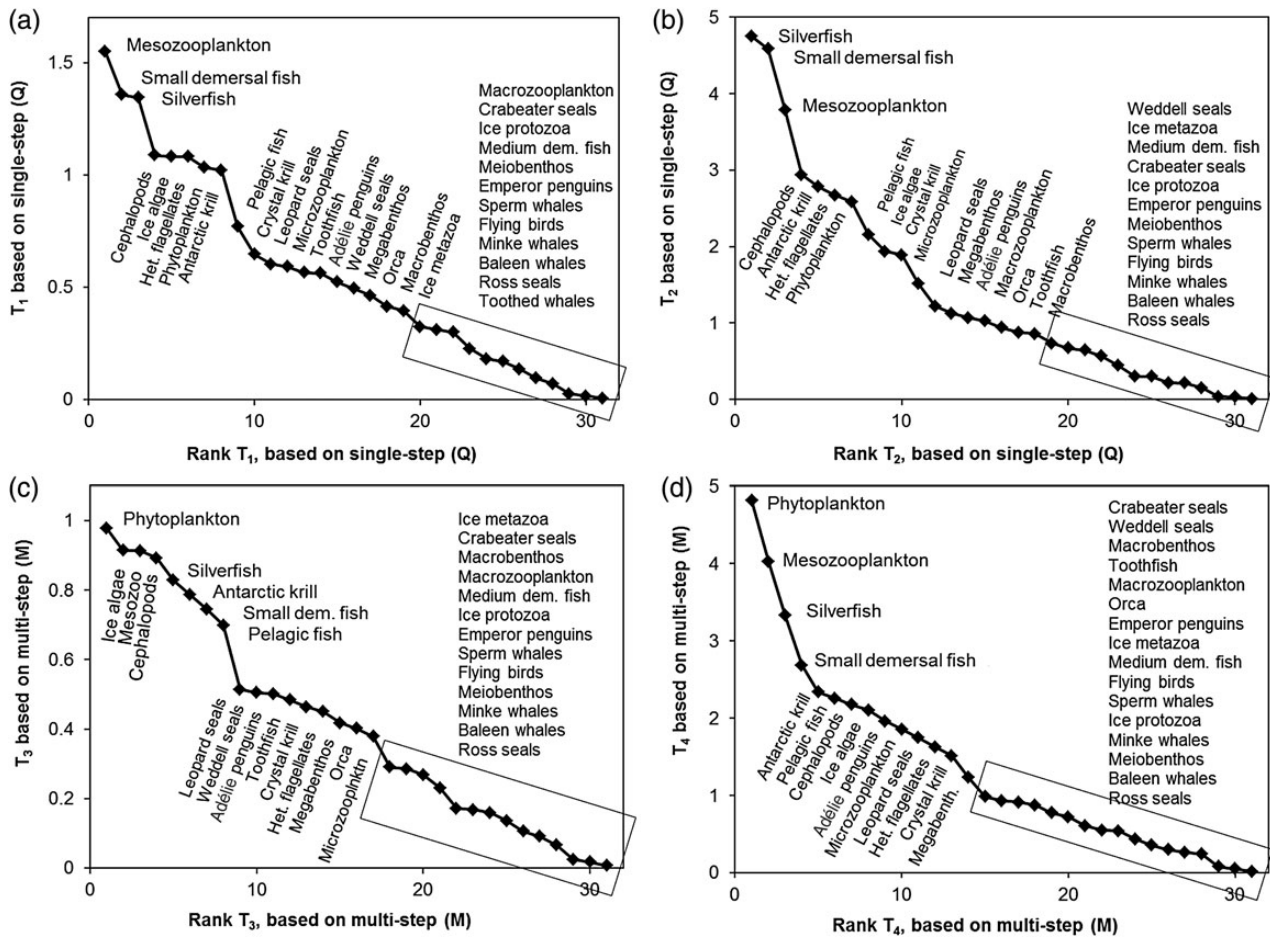 (a)
T1 based on single-step (Q)
1.5
1
0.5
0
Mesozooplankton
Small demersal fish
Silverfish
Cephalopods
Ice algae
Het. flagellates
Phytoplankton
Antarctic krill
Pelagic fish
Crystal krill
Leopard seals
Microzooplankton
Toothfish
Adélie penguins
Weddell seals
Megabenthos
Orca
Macrobenthos
Ice metazoa
Macrozooplankton
Crabeater seals
Ice protozoa
Medium dem. fish
Meiobenthos
Emperor penguins
Sperm whales
Flying birds
Minke whales
Baleen whales
Ross seals
Toothed whales
0 10 20 30
Rank T1, based on single-step (Q)
(b)
T2 based on single-step (Q)
5
4
3
2
1
0
Silverfish
Small demersal fish
Mesozooplankton
Cephalopods
Antarctic krill
Het. flagellates
Phytoplankton
Pelagic fish
Ice algae
Crystal krill
Microzooplankton
Leopard seals
Megabenthos
Adélie penguins
Macrozooplankton
Orca
Toothfish
Macrobenthos
Weddell seals
Ice metazoa
Medium dem. fish
Crabeater seals
Ice protozoa
Emperor penguins
Meiobenthos
Sperm whales
Flying birds
Minke whales
Baleen whales
Ross seals
0 10 20 30
Rank T2, based on single-step (Q)
(c)
T3 based on multi-step (M)
1
0.8
0.6
0.4
0.2
0
Phytoplankton
Ice algae
Mesozoo
Cephalopods
Silverfish
Antarctic krill
Small dem. fish
Pelagic fish
Leopard seals
Weddell seals
Adélie penguins
Toothfish
Crystal krill
Het. flagellates
Megabenthos
Orca
Microzooplnktn
Ice metazoa
Crabeater seals
Macrobenthos
Macrozooplankton
Medium dem. fish
Ice protozoa
Emperor penguins
Sperm whales
Flying birds
Meiobenthos
Minke whales
Baleen whales
Ross seals
0 10 20 30
Rank T3, based on multi-step (M)
(d)
T4 based on multi-step (M)
5
4
3
2
1
0
Phytoplankton
Mesozooplankton
Silverfish
Small demersal fish
Antarctic krill
Pelagic fish
Cephalopods
Ice algae
Adélie penguins
Microzooplankton
Leopard seals
Het. flagellates
Crystal krill
Megabenth.
Crabeater seals
Weddell seals
Macrobenthos
Toothfish
Macrozooplankton
Orca
Emperor penguins
Ice metazoa
Medium dem. fish
Flying birds
Sperm whales
Ice protozoa
Minke whales
Meiobenthos
Baleen whales
Ross seals
0 10 20 30
Rank T4, based on multi-step (M)